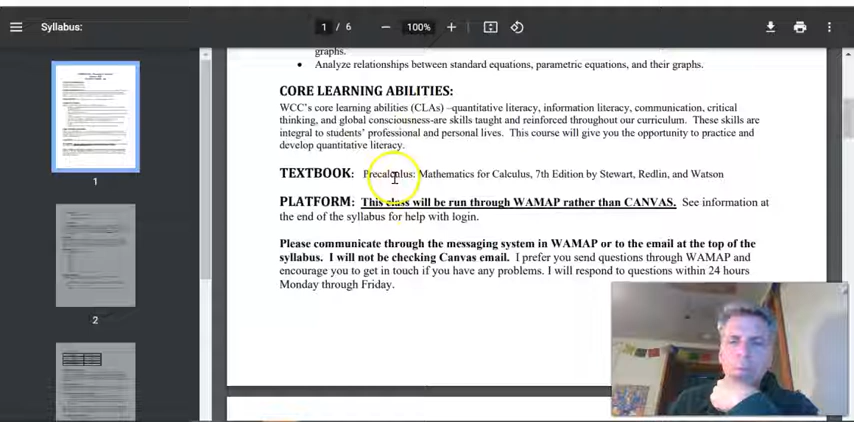 Syllabus:
1 / 6
100%
graphs.
• Analyze relationships between standard equations, parametric equations, and their graphs.
CORE LEARNING ABILITIES:
WCC's core learning abilities (CLAs) –quantitative literacy, information literacy, communication, critical
thinking, and global consciousness-are skills taught and reinforced throughout our curriculum. These skills are
integral to students' professional and personal lives. This course will give you the opportunity to practice and
develop quantitative literacy.
TEXTBOOK: Precalculus: Mathematics for Calculus, 7th Edition by Stewart, Redlin, and Watson
PLATFORM: This class will be run through WAMAP rather than CANVAS. See information at
the end of the syllabus for help with login.
Please communicate through the messaging system in WAMAP or to the email at the top of the
syllabus. I will not be checking Canvas email. I prefer you send questions through WAMAP and
encourage you to get in touch if you have any problems. I will respond to questions within 24 hours
Monday through Friday.
1
2